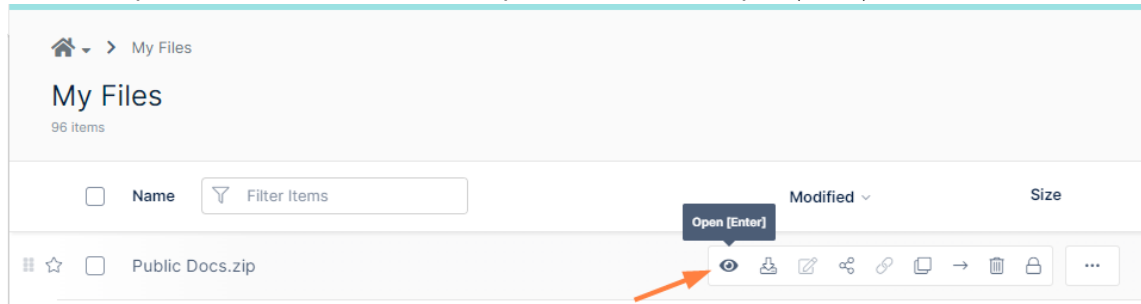 My Files
My Files
96 items
Name Filter Items Modified Size
Open [Enter]
Public Docs.zip